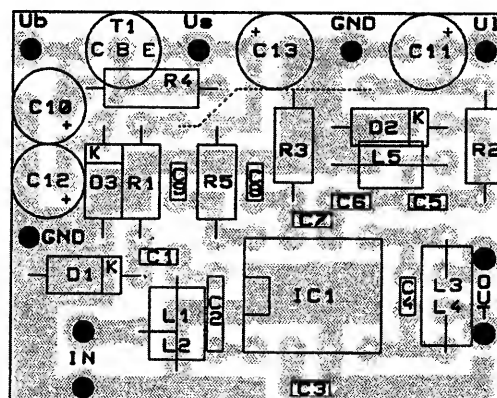 Ub T1 Us GND U1
C B E C13 C11
R4
C10
D2 K
R3 L5 R2
K
C12 D3 R1 C9 R5 C8
C6 C5
C7
GND
C1
D1 K
L3 OUT
C2 IC1 C4
L1 L4
IN L2
C3